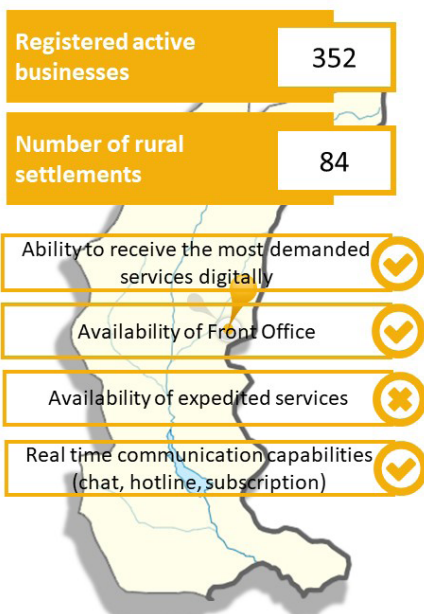 Registered active
businesses
352
Number of rural
settlements
84
Ability to receive the most demanded
services digitally
Availability of Front Office
Availability of expedited services
Real time communication capabilities
(chat, hotline, subscription)